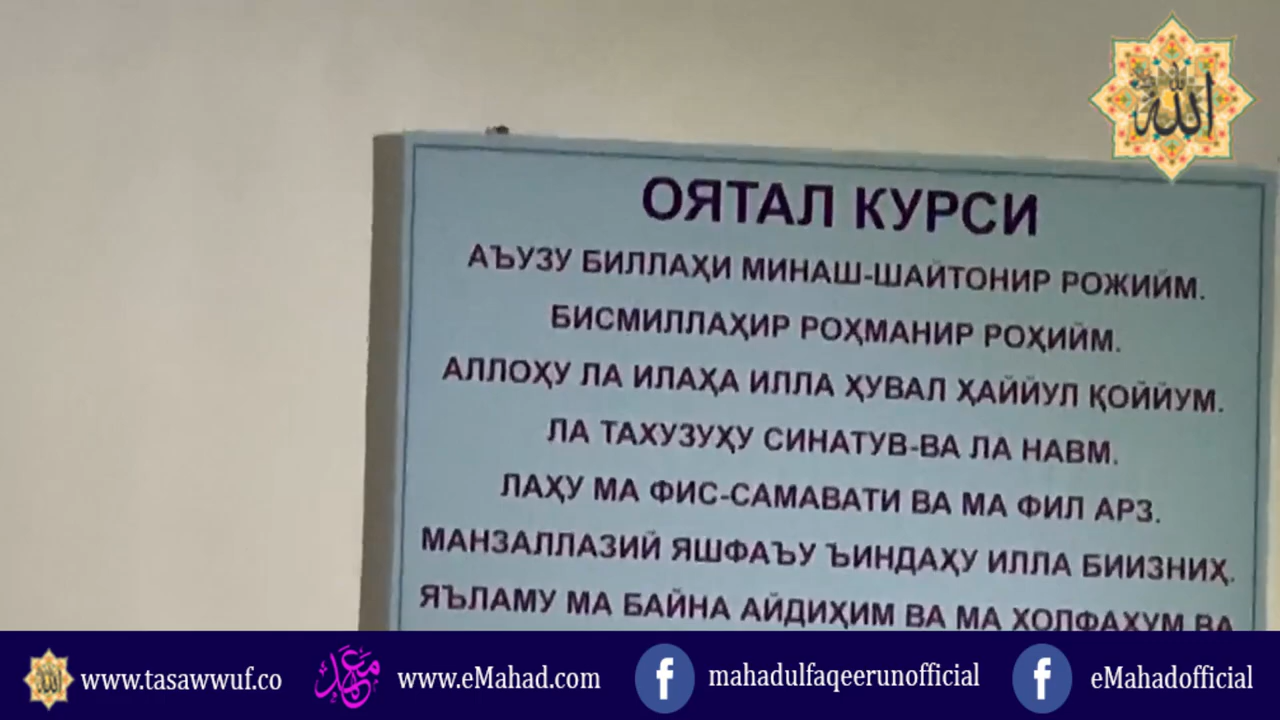 الله
ОЯТАЛ КУРСИ
АЪУЗУ БИЛЛАҲИ МИНАШ-ШАЙТОНИР РОЖИЙМ.
БИСМИЛЛАҲИР РОҲМАНИР РОҲИЙМ.
АЛЛОҲУ ЛА ИЛАҲА ИЛЛА ҲУВАЛ ҲАЙЙУЛ ҚОЙЙУМ.
ЛА ТАХУЗУҲУ СИНАТУВ-ВА ЛА НАВМ.
ЛАҲУ МА ФИС-САМАВАТИ ВА МА ФИЛ АРЗ.
МАНЗАЛЛАЗИЙ ЯШФАЪУ ЪИНДАҲУ ИЛЛА БИИЗНИҲ.
ЯЪЛАМУ МА БАЙНА АЙДИҲИМ ВА МА ХОЛФАҲУМ ВА
www.tasawwuf.co www.eMahad.com mahadulfaqeerunofficial eMahadofficial